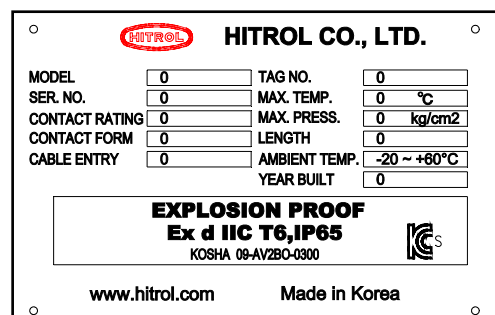 HITROL HITROL CO., LTD.
MODEL 0 TAG NO. 0
SER. NO. 0 MAX. TEMP. 0 ℃
CONTACT RATING 0 MAX. PRESS. 0 kg/cm2
CONTACT FORM 0 LENGTH 0
CABLE ENTRY 0 AMBIENT TEMP. -20 ~ +60°C
YEAR BUILT 0
EXPLOSION PROOF
Ex d IIC T6,IP65
KOSHA 09-AV2BO-0300
KCs
www.hitrol.com Made in Korea